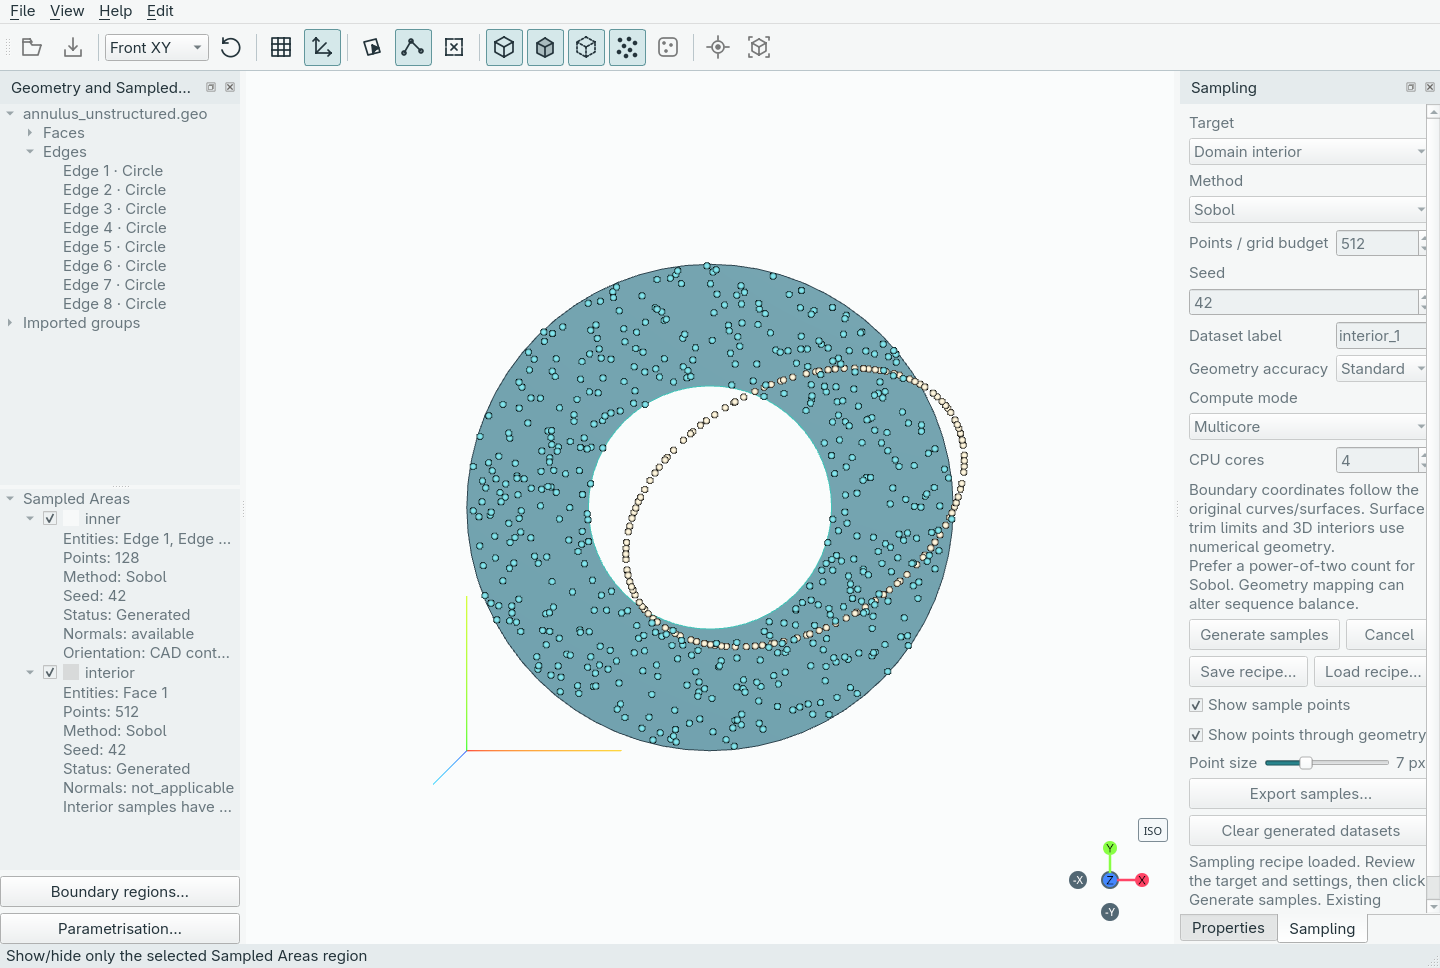 File View Help Edit
Front XY
Geometry and Sampled...
annulus_unstructured.geo
Faces
Edges
Edge 1 · Circle
Edge 2 · Circle
Edge 3 · Circle
Edge 4 · Circle
Edge 5 · Circle
Edge 6 · Circle
Edge 7 · Circle
Edge 8 · Circle
Imported groups
Sampled Areas
inner
Entities: Edge 1, Edge ...
Points: 128
Method: Sobol
Seed: 42
Status: Generated
Normals: available
Orientation: CAD cont...
interior
Entities: Face 1
Points: 512
Method: Sobol
Seed: 42
Status: Generated
Normals: not_applicable
Interior samples have ...
Boundary regions...
Parametrisation...
ISO
Y
-X Z X
-Y
Sampling
Target
Domain interior
Method
Sobol
Points / grid budget 512
Seed
42
Dataset label interior_1
Geometry accuracy Standard
Compute mode
Multicore
CPU cores 4
Boundary coordinates follow the
original curves/surfaces. Surface
trim limits and 3D interiors use
numerical geometry.
Prefer a power-of-two count for
Sobol. Geometry mapping can
alter sequence balance.
Generate samples Cancel
Save recipe... Load recipe...
Show sample points
Show points through geometry
Point size 7 px
Export samples...
Clear generated datasets
Sampling recipe loaded. Review
the target and settings, then click
Generate samples. Existing
Properties Sampling
Show/hide only the selected Sampled Areas region